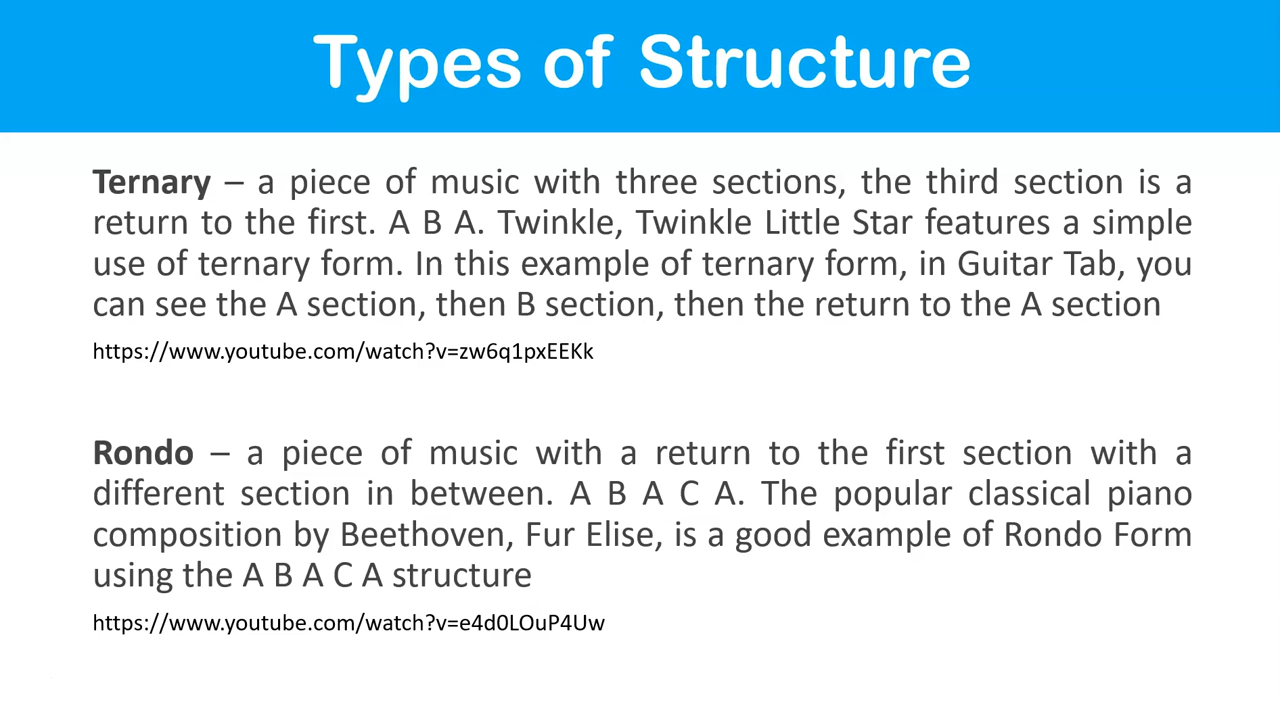 Types of Structure
Ternary – a piece of music with three sections, the third section is a
return to the first. A B A. Twinkle, Twinkle Little Star features a simple
use of ternary form. In this example of ternary form, in Guitar Tab, you
can see the A section, then B section, then the return to the A section
https://www.youtube.com/watch?v=zw6q1pxEEKk
Rondo – a piece of music with a return to the first section with a
different section in between. A B A C A. The popular classical piano
composition by Beethoven, Fur Elise, is a good example of Rondo Form
using the A B A C A structure
https://www.youtube.com/watch?v=e4d0LOuP4Uw